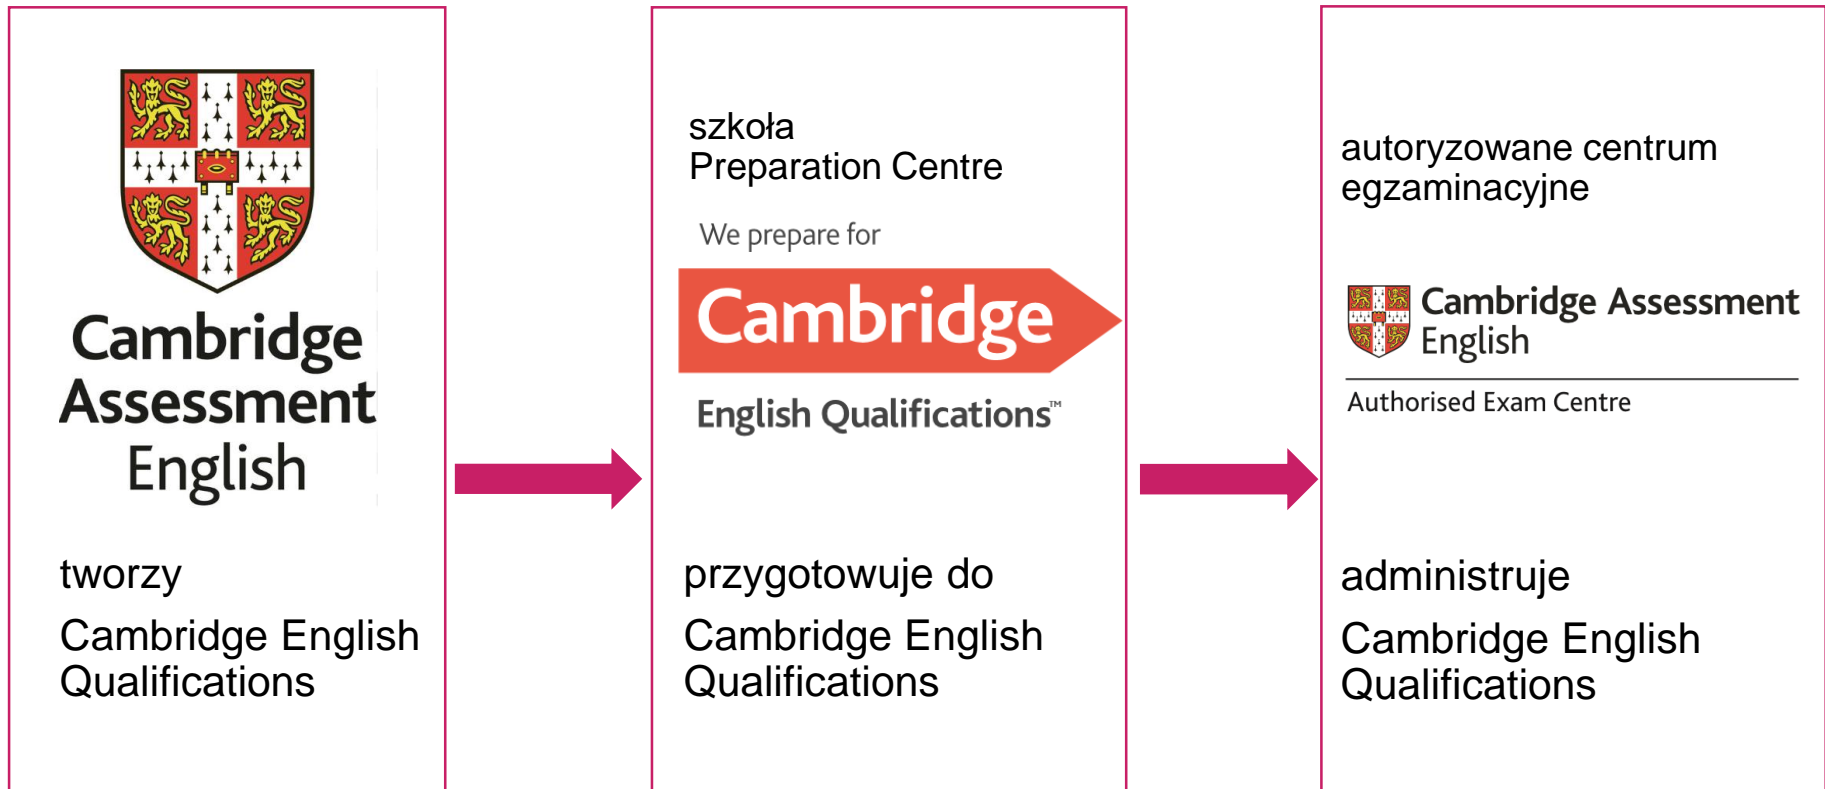 Cambridge
Assessment
English
tworzy
Cambridge English
Qualifications
szkoła
Preparation Centre
We prepare for
Cambridge
English Qualifications™
przygotowuje do
Cambridge English
Qualifications
autoryzowane centrum
egzaminacyjne
Cambridge Assessment
English
Authorised Exam Centre
administruje
Cambridge English
Qualifications